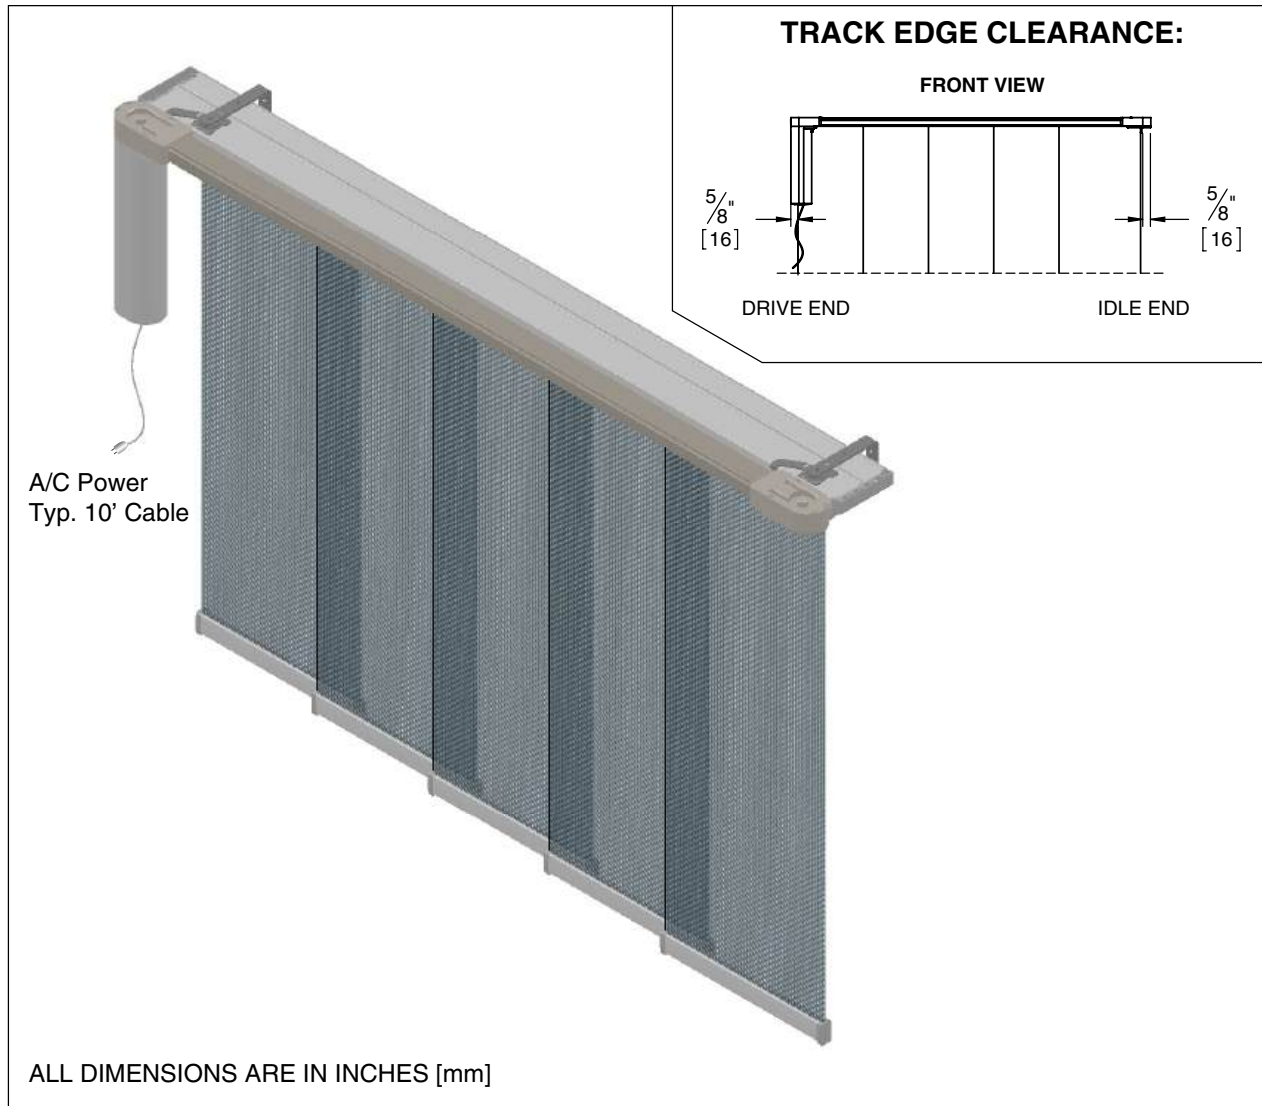 TRACK EDGE CLEARANCE:
FRONT VIEW
5/8"
[16]
5/8"
[16]
DRIVE END
IDLE END
A/C Power
Typ. 10’ Cable
ALL DIMENSIONS ARE IN INCHES [mm]